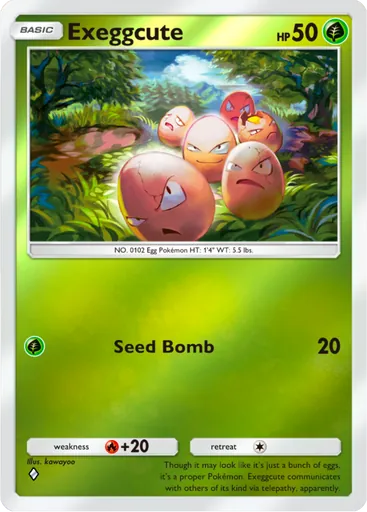 BASIC Exeggcute HP 50
NO. 0102 Egg Pokémon HT: 1'4" WT: 5.5 lbs.
Seed Bomb 20
weakness +20 retreat
Illus. kawayoo
Though it may look like it's just a bunch of eggs,
it's a proper Pokémon. Exeggcute communicates
with others of its kind via telepathy, apparently.